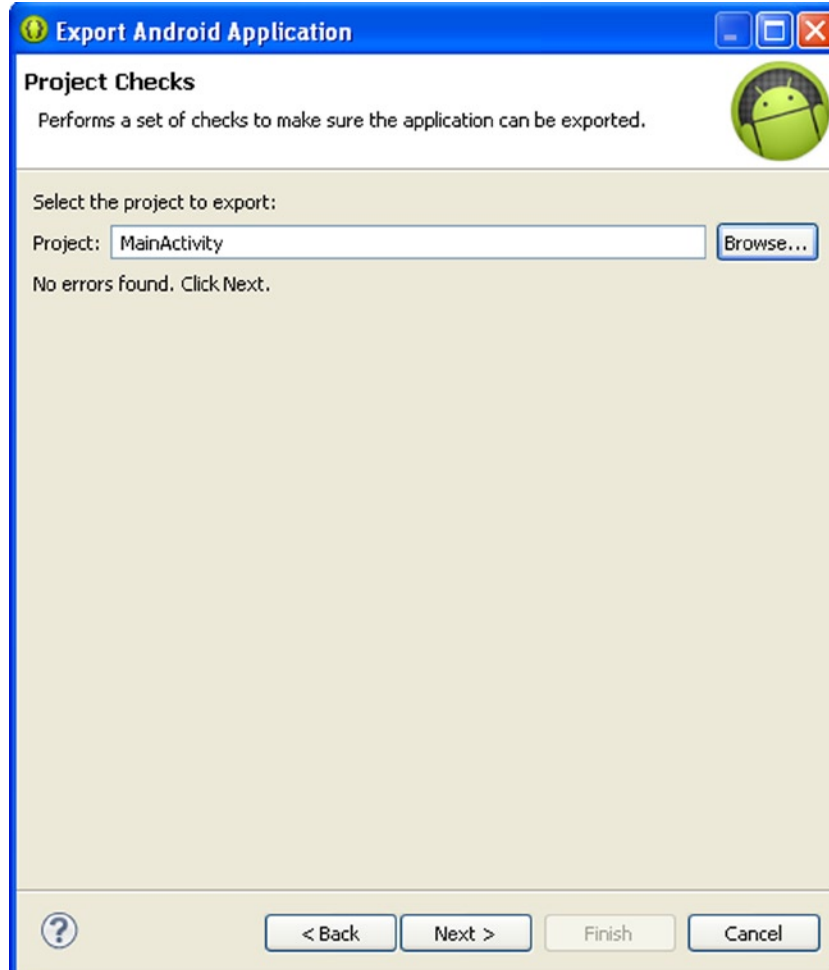 Export Android Application
Project Checks
Performs a set of checks to make sure the application can be exported.
Select the project to export:
Project: MainActivity Browse...
No errors found. Click Next.
? < Back Next > Finish Cancel